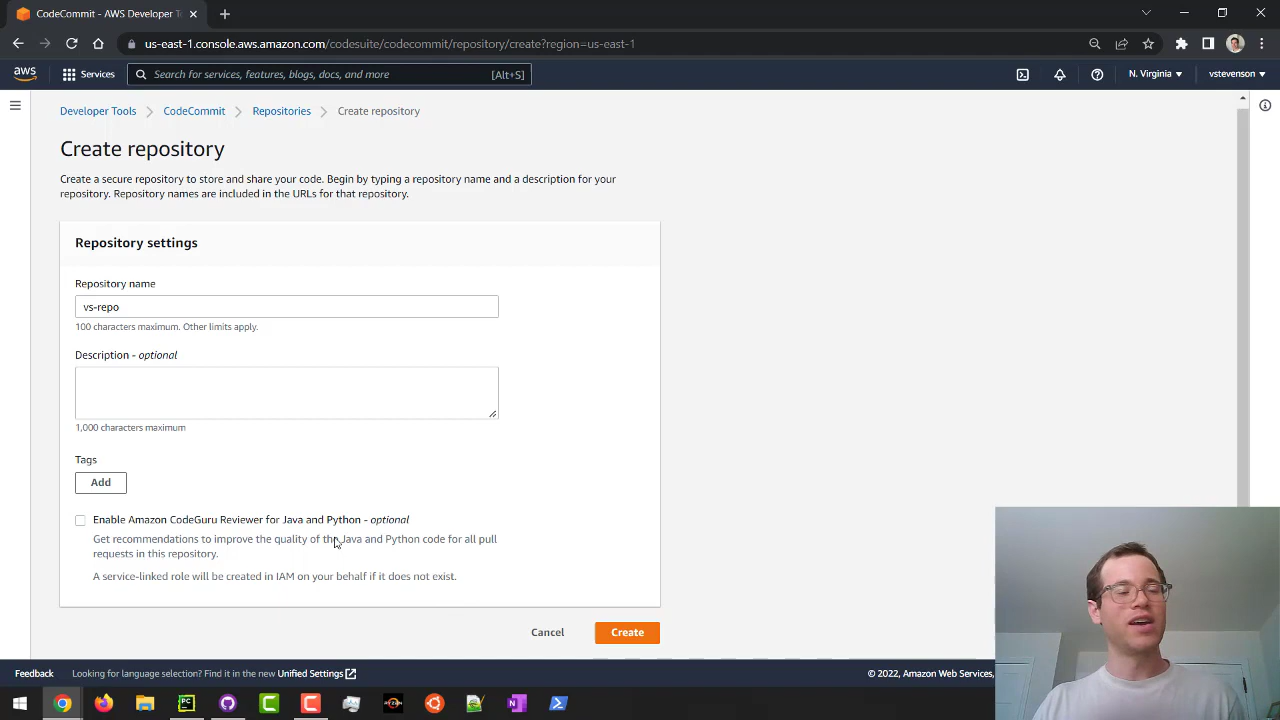 CodeCommit - AWS Developer T
us-east-1.console.aws.amazon.com/codesuite/codecommit/repository/create?region=us-east-1
aws
Services
Search for services, features, blogs, docs, and more
[Alt+S]
N. Virginia
vstevenson
Developer Tools
CodeCommit
Repositories
Create repository
Create repository
Create a secure repository to store and share your code. Begin by typing a repository name and a description for your
repository. Repository names are included in the URLs for that repository.
Repository settings
Repository name
vs-repo
100 characters maximum. Other limits apply.
Description - optional
1,000 characters maximum
Tags
Add
Enable Amazon CodeGuru Reviewer for Java and Python - optional
Get recommendations to improve the quality of the Java and Python code for all pull
requests in this repository.
A service-linked role will be created in IAM on your behalf if it does not exist.
Cancel
Create
Feedback
Looking for language selection? Find it in the new Unified Settings
© 2022, Amazon Web Services,
PC
RYZEN